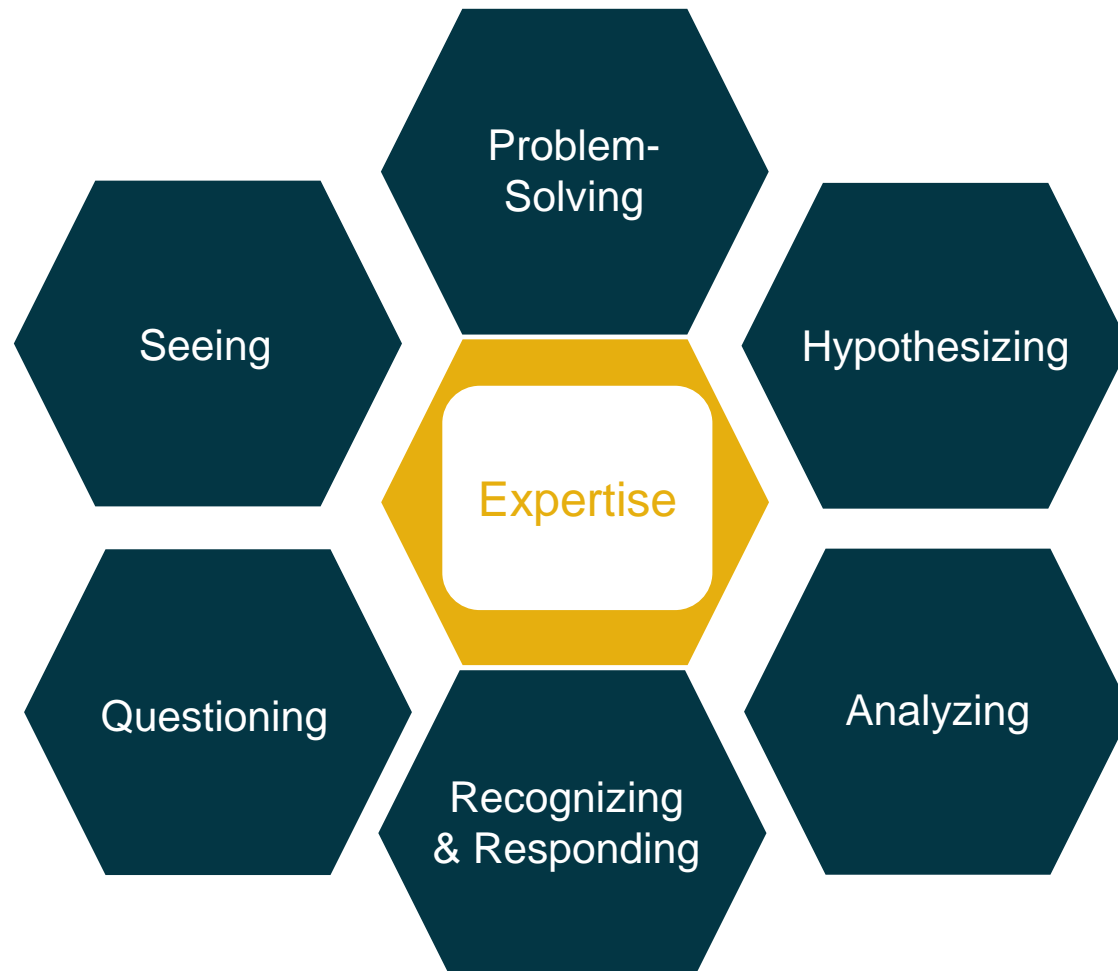 Problem-
Solving
Seeing
Hypothesizing
Expertise
Questioning
Analyzing
Recognizing
& Responding